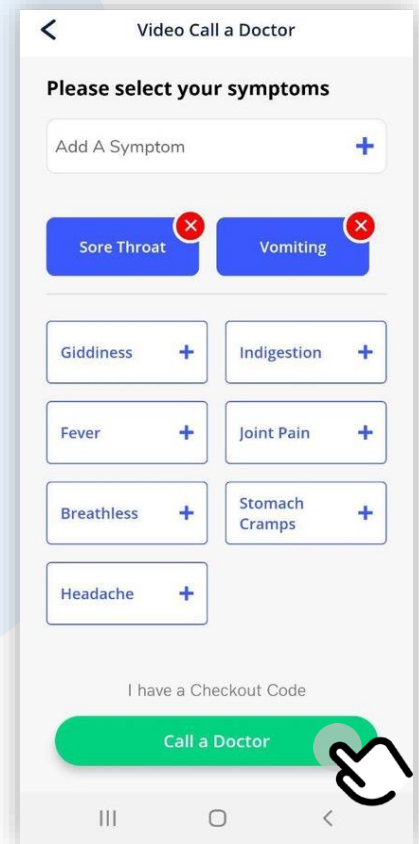 Video Call a Doctor
Please select your symptoms
Add A Symptom
Sore Throat
Vomiting
Giddiness
Indigestion
Fever
Joint Pain
Breathless
Stomach
Cramps
Headache
I have a Checkout Code
Call a Doctor